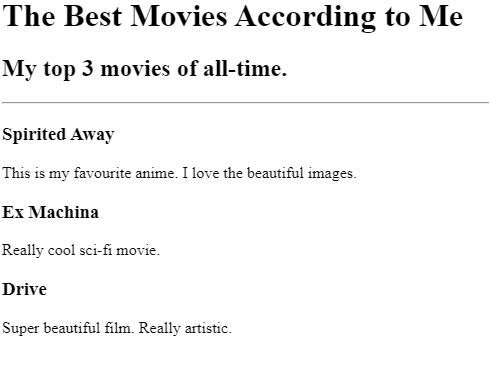 The Best Movies According to Me
My top 3 movies of all-time.
Spirited Away
This is my favourite anime. I love the beautiful images.
Ex Machina
Really cool sci-fi movie.
Drive
Super beautiful film. Really artistic.